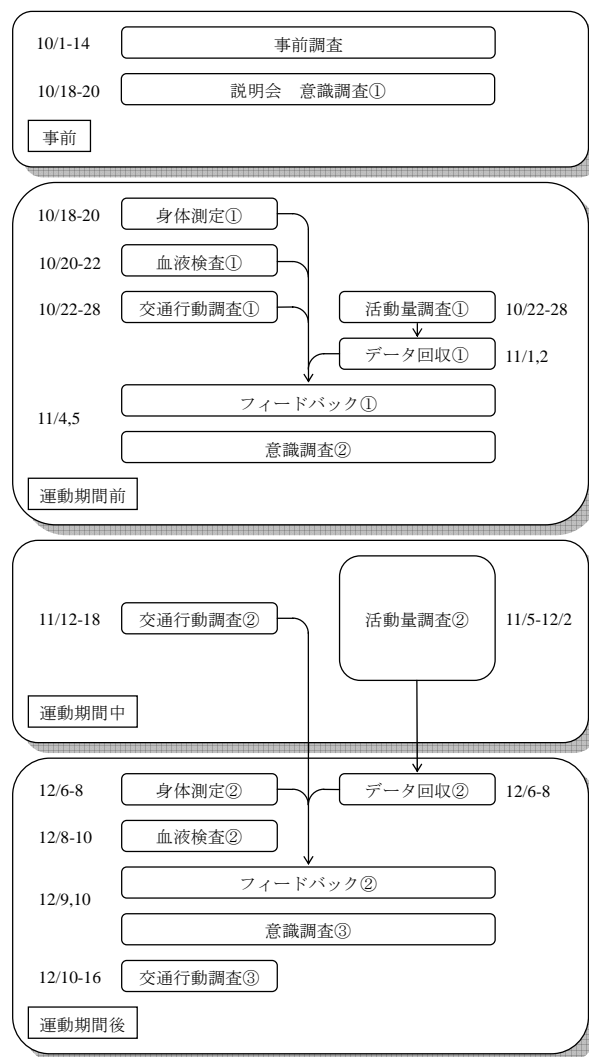 10/1-14 事前調査
10/18-20 説明会 意識調査①
事前
10/18-20 身体測定①
10/20-22 血液検査①
10/22-28 交通行動調査① 活動量調査① 10/22-28
データ回収① 11/1,2
フィードバック①
11/4,5
意識調査②
運動期間前
11/12-18 交通行動調査② 活動量調査② 11/5-12/2
運動期間中
12/6-8 身体測定② データ回収② 12/6-8
12/8-10 血液検査②
フィードバック②
12/9,10
意識調査③
12/10-16 交通行動調査③
運動期間後